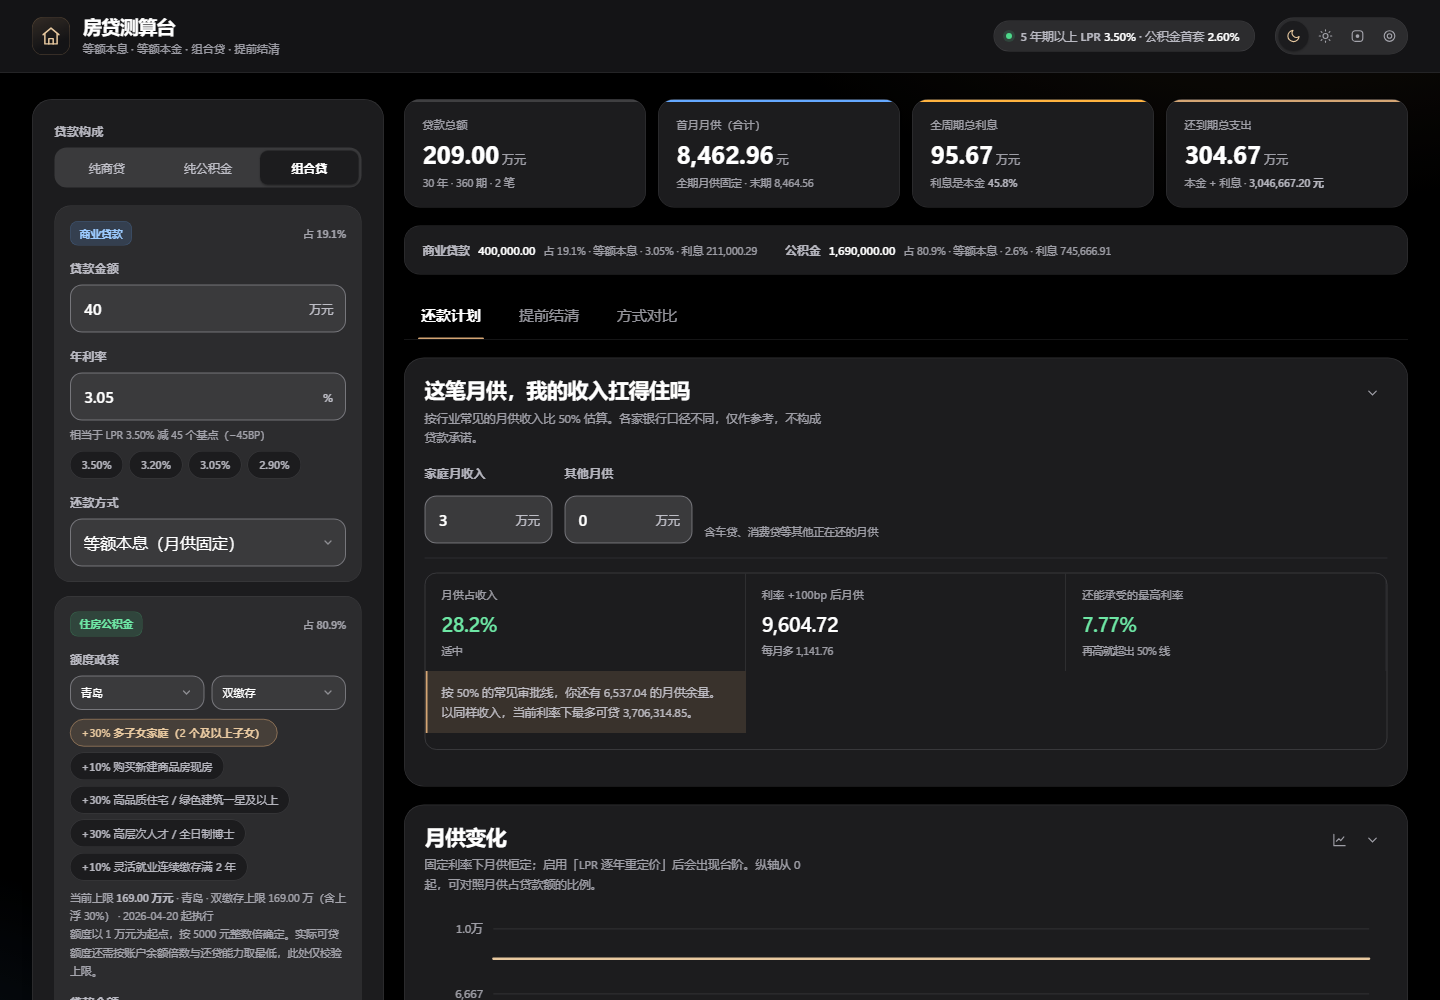 房贷测算台
等额本息 · 等额本金 · 组合贷 · 提前结清
5 年期以上 LPR 3.50% · 公积金首套 2.60%
贷款构成
纯商贷
纯公积金
组合贷
商业贷款
占 19.1%
贷款金额
40 万元
年利率
3.05 %
相当于 LPR 3.50% 减 45 个基点（−45BP）
3.50%
3.20%
3.05%
2.90%
还款方式
等额本息（月供固定）
住房公积金
占 80.9%
额度政策
青岛
双缴存
+30% 多子女家庭（2 个及以上子女）
+10% 购买新建商品房现房
+30% 高品质住宅 / 绿色建筑一星及以上
+30% 高层次人才 / 全日制博士
+10% 灵活就业连续缴存满 2 年
当前上限 169.00 万元 · 青岛 · 双缴存上限 169.00 万（含上
浮 30%） · 2026-04-20 起执行
额度以 1 万元为起点，按 5000 元整数倍确定。实际可贷
额度还需按账户余额倍数与还贷能力取最低，此处仅校验
上限。
贷款总额
209.00 万元
30 年 · 360 期 · 2 笔
首月月供（合计）
8,462.96 元
全期月供固定 · 末期 8,464.56
全周期总利息
95.67 万元
利息是本金 45.8%
还到期总支出
304.67 万元
本金 + 利息 · 3,046,667.20 元
商业贷款 400,000.00 占 19.1% · 等额本息 · 3.05% · 利息 211,000.29
公积金 1,690,000.00 占 80.9% · 等额本息 · 2.6% · 利息 745,666.91
还款计划
提前结清
方式对比
这笔月供，我的收入扛得住吗
按行业常见的月供收入比 50% 估算。各家银行口径不同，仅作参考，不构成
贷款承诺。
家庭月收入
其他月供
3 万元
0 万元
含车贷、消费贷等其他正在还的月供
月供占收入
28.2%
适中
利率 +100bp 后月供
9,604.72
每月多 1,141.76
还能承受的最高利率
7.77%
再高就超出 50% 线
按 50% 的常见审批线，你还有 6,537.04 的月供余量。
以同样收入，当前利率下最多可贷 3,706,314.85。
月供变化
固定利率下月供恒定；启用「LPR 逐年重定价」后会出现台阶。纵轴从 0
起，可对照月供占贷款额的比例。
1.0万
6,667